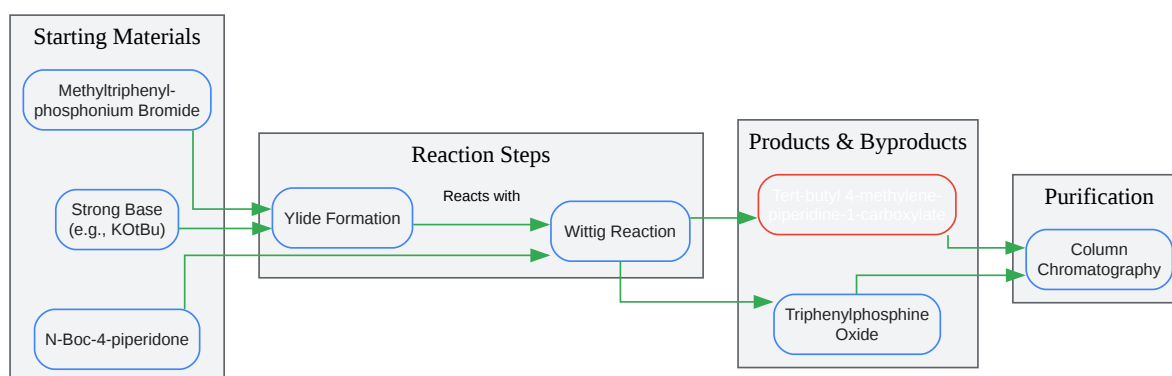 Starting Materials
Methyltriphenyl-
phosphonium Bromide
Strong Base
(e.g., KOtBu)
N-Boc-4-piperidone
Reaction Steps
Ylide Formation
Reacts with
Wittig Reaction
Products & Byproducts
Tert-butyl 4-methylene-
piperidine-1-carboxylate
Triphenylphosphine
Oxide
Purification
Column
Chromatography